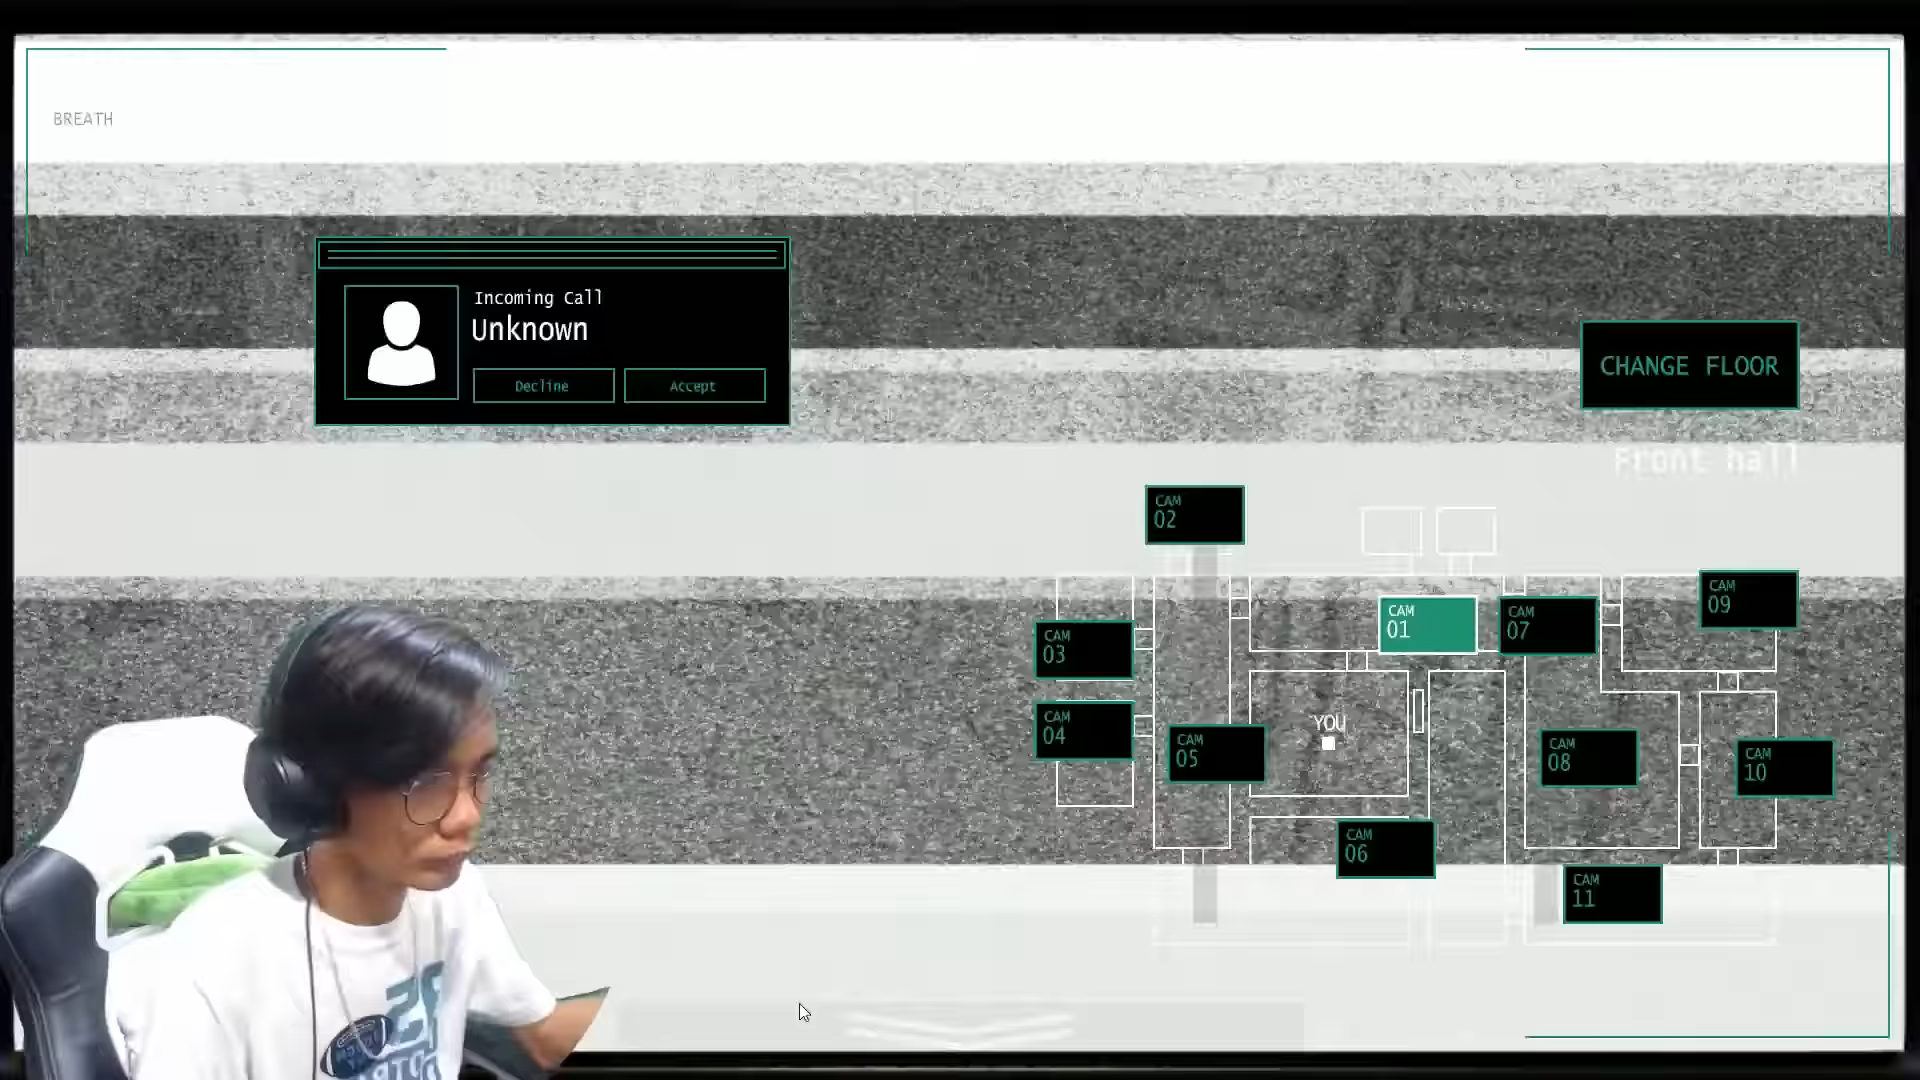 BREATH
Incoming Call
Unknown
Decline
Accept
CHANGE FLOOR
Front hall
CAM
02
CAM
01
CAM
07
CAM
09
CAM
03
CAM
04
CAM
05
YOU
CAM
08
CAM
10
CAM
06
CAM
11